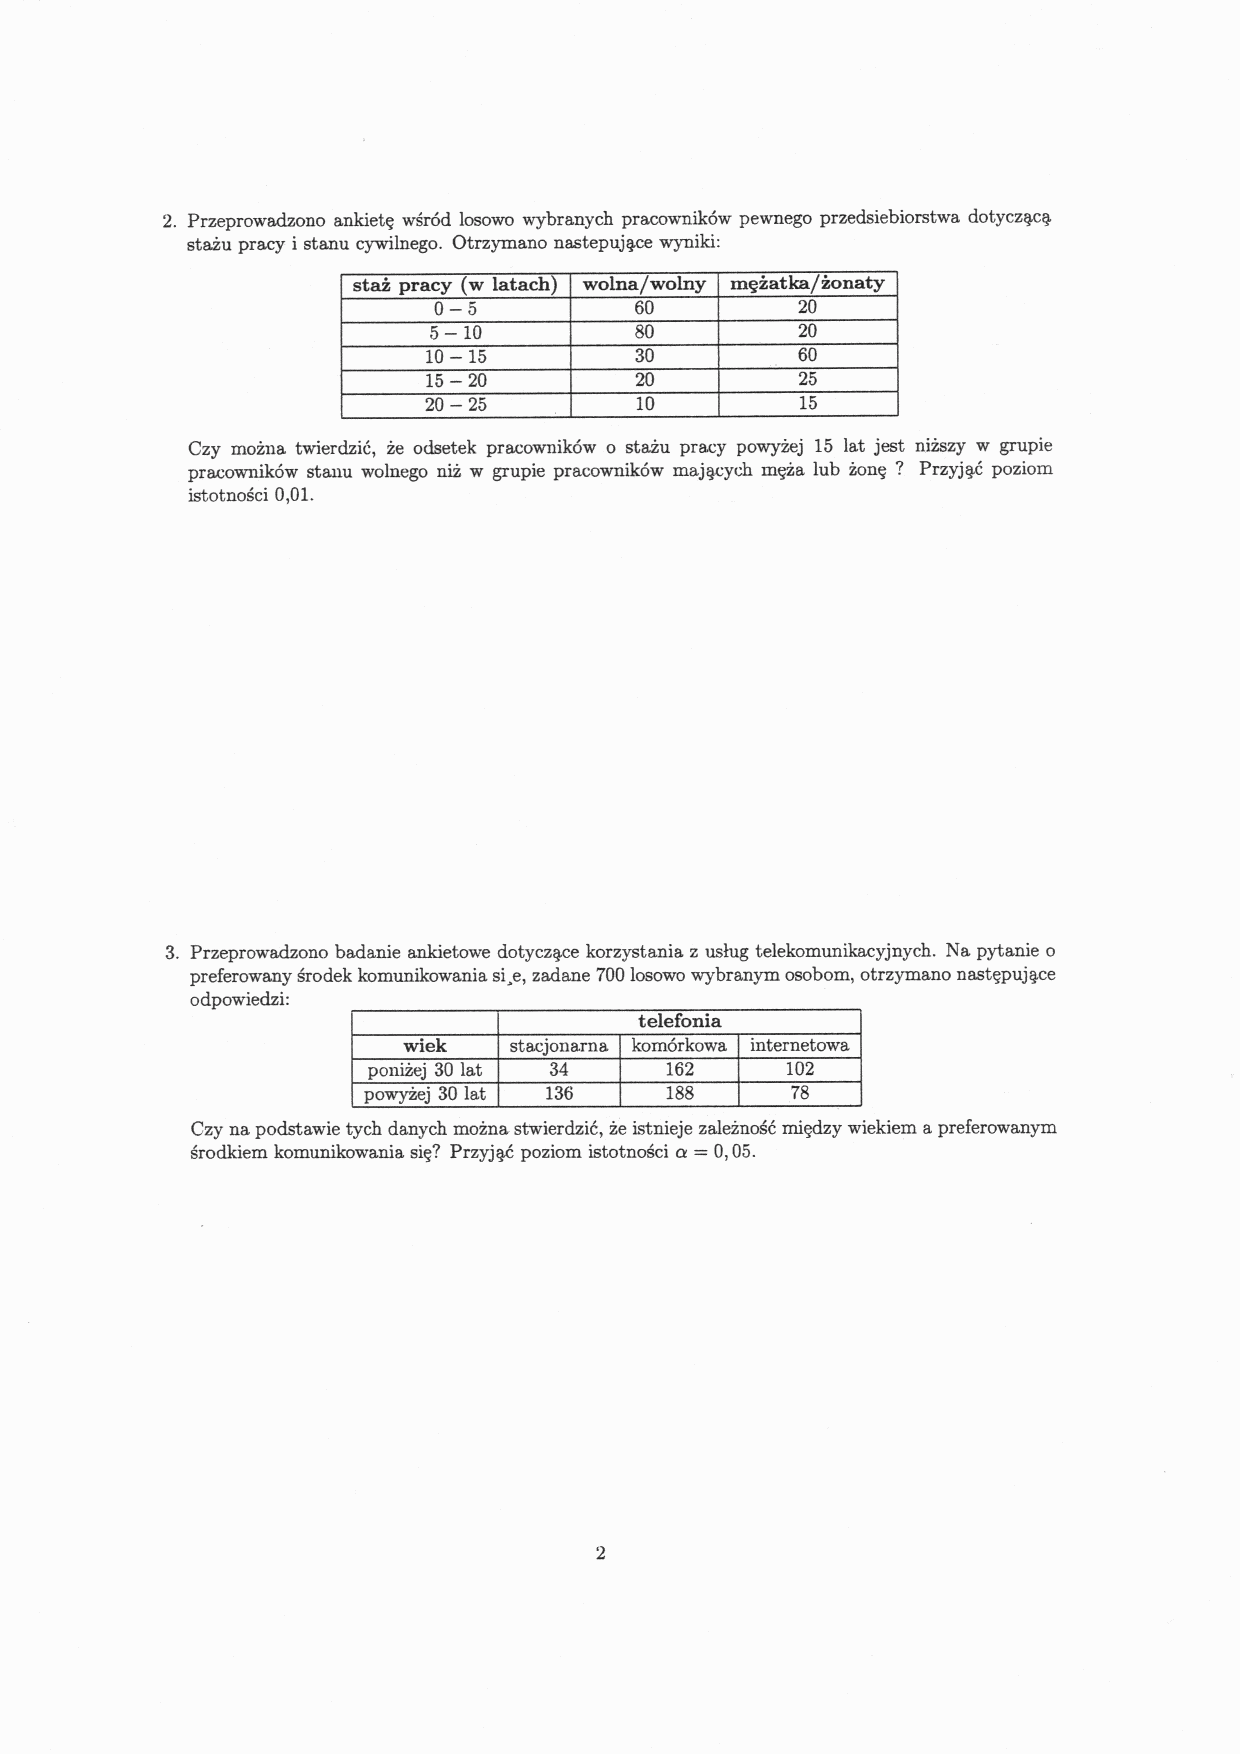 2. Przeprowadzono ankietę wśród losowo wybranych pracowników pewnego przedsiebiorstwa dotyczącą
stażu pracy i stanu cywilnego. Otrzymano nastepujące wyniki:
staż pracy (w latach) wolna/wolny mężatka/żonaty
0 – 5 60 20
5 – 10 80 20
10 – 15 30 60
15 – 20 20 25
20 – 25 10 15
Czy można twierdzić, że odsetek pracowników o stażu pracy powyżej 15 lat jest niższy w grupie
pracowników stanu wolnego niż w grupie pracowników mających męża lub żonę ? Przyjąć poziom
istotności 0,01.
3. Przeprowadzono badanie ankietowe dotyczące korzystania z usług telekomunikacyjnych. Na pytanie o
preferowany środek komunikowania si¸e, zadane 700 losowo wybranym osobom, otrzymano następujące
odpowiedzi:
telefonia
wiek stacjonarna komórkowa internetowa
poniżej 30 lat 34 162 102
powyżej 30 lat 136 188 78
Czy na podstawie tych danych można stwierdzić, że istnieje zależność między wiekiem a preferowanym
środkiem komunikowania się? Przyjąć poziom istotności α = 0, 05.
2